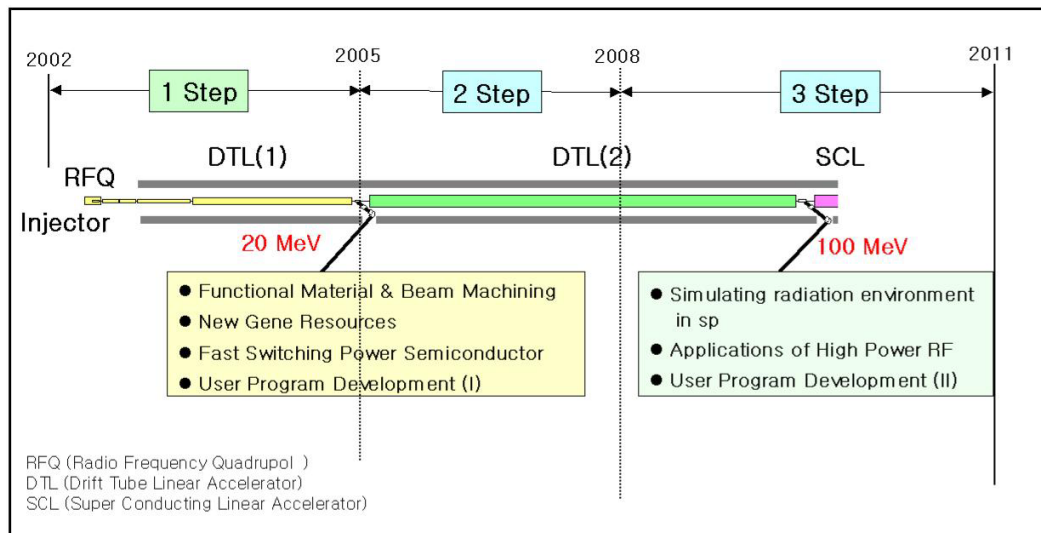 2002
2005
2008
2011
1 Step
2 Step
3 Step
DTL(1)
DTL(2)
SCL
RFQ
Injector
20 MeV
100 MeV
● Functional Material & Beam Machining
● New Gene Resources
● Fast Switching Power Semiconductor
● User Program Development (I)
● Simulating radiation environment
in sp
● Applications of High Power RF
● User Program Development (II)
RFQ (Radio Frequency Quadrupol )
DTL (Drift Tube Linear Accelerator)
SCL (Super Conducting Linear Accelerator)